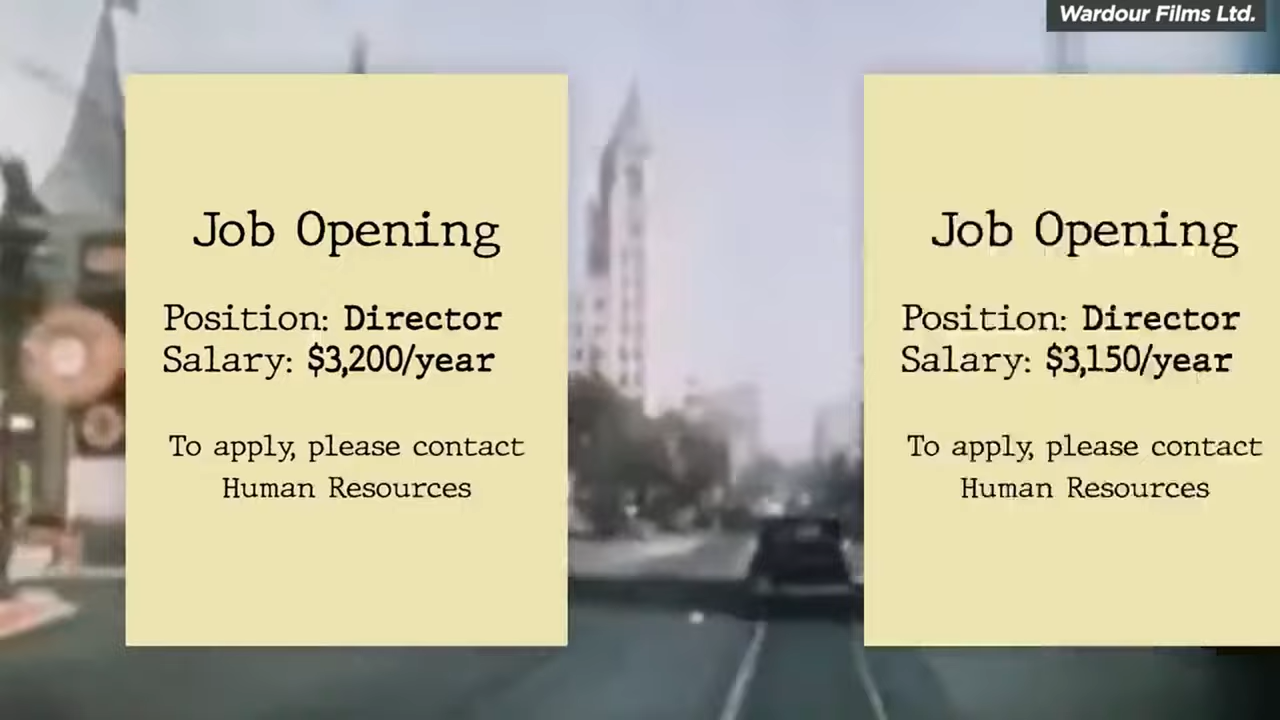 Wardour Films Ltd.
Job Opening
Position: Director
Salary: $3,200/year
To apply, please contact
Human Resources
Job Opening
Position: Director
Salary: $3,150/year
To apply, please contact
Human Resources